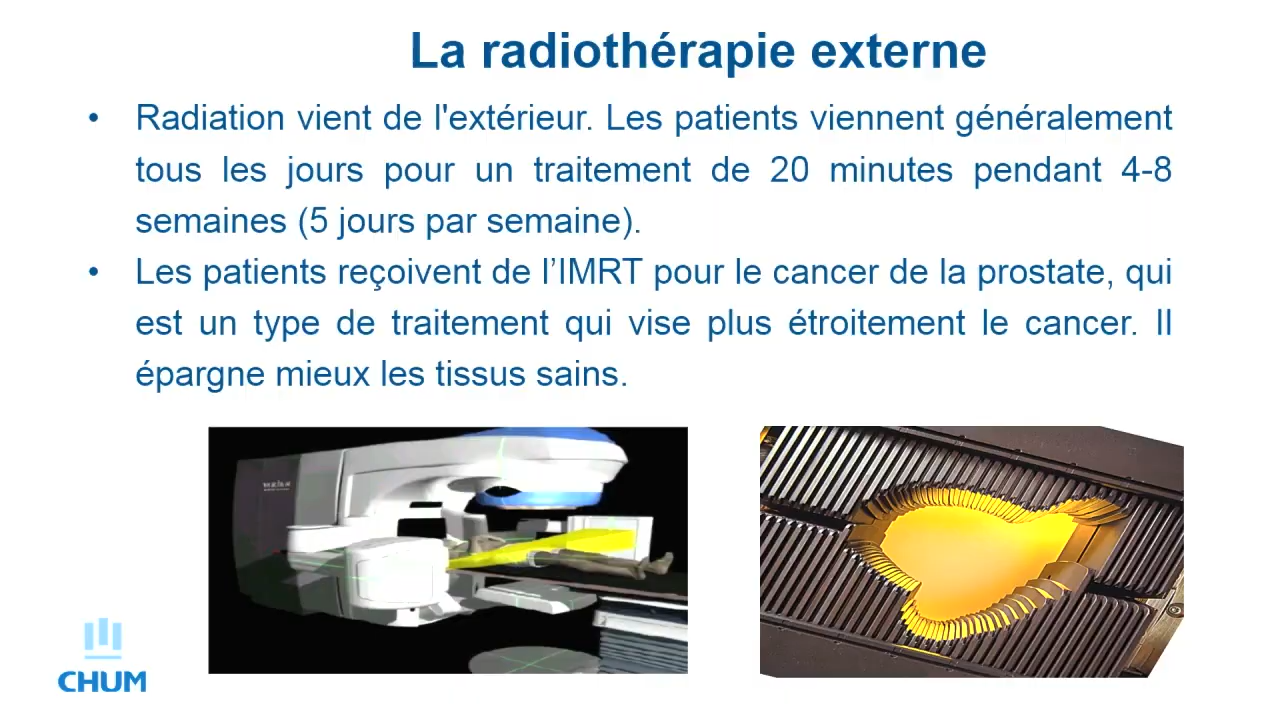 La radiothérapie externe
• Radiation vient de l'extérieur. Les patients viennent généralement
tous les jours pour un traitement de 20 minutes pendant 4-8
semaines (5 jours par semaine).
• Les patients reçoivent de l’IMRT pour le cancer de la prostate, qui
est un type de traitement qui vise plus étroitement le cancer. Il
épargne mieux les tissus sains.
CHUM